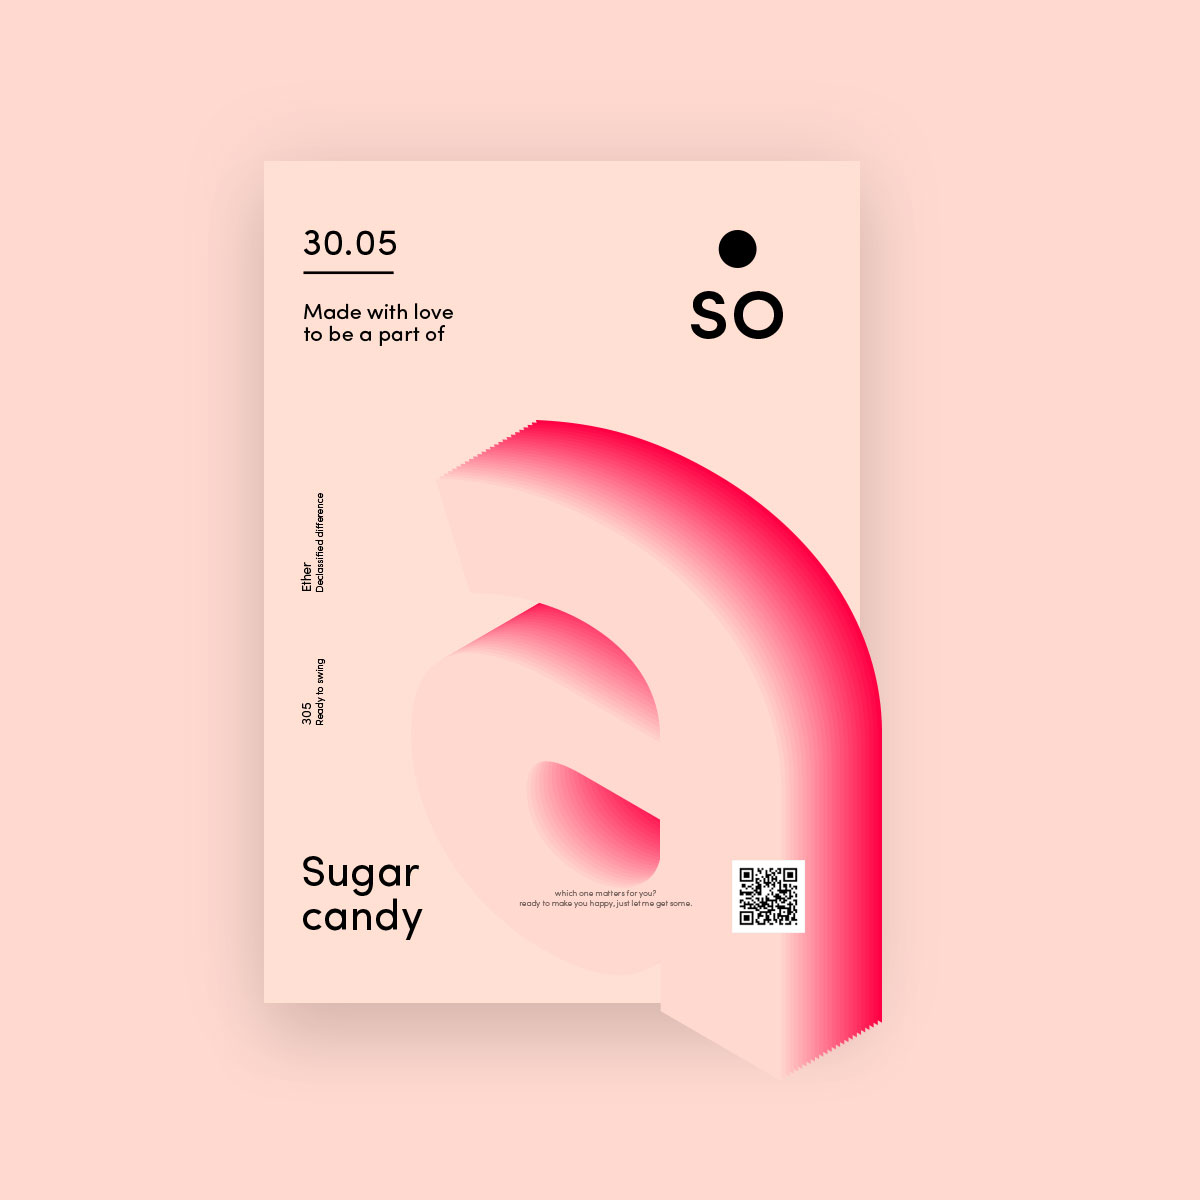 30.05
Made with love
to be a part of
so
Ether
Declassified difference
305
Ready to swing
a
Sugar
candy
which one matters for you?
ready to make you happy, just let me get some.